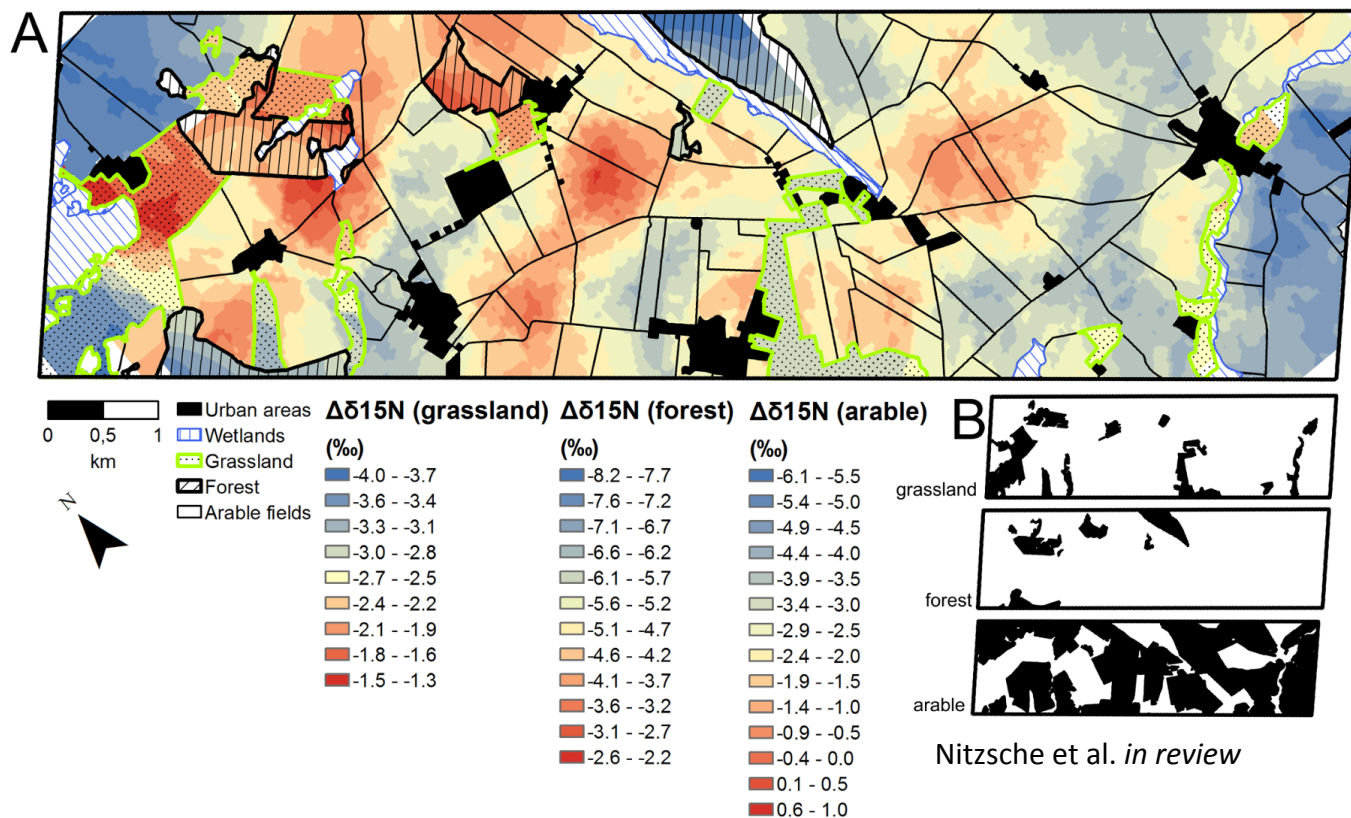 A
0 0,5 1
km
N
Urban areas
Wetlands
Grassland
Forest
Arable fields
Δδ15N (grassland)
(‰)
-4.0 - -3.7
-3.6 - -3.4
-3.3 - -3.1
-3.0 - -2.8
-2.7 - -2.5
-2.4 - -2.2
-2.1 - -1.9
-1.8 - -1.6
-1.5 - -1.3
Δδ15N (forest)
(‰)
-8.2 - -7.7
-7.6 - -7.2
-7.1 - -6.7
-6.6 - -6.2
-6.1 - -5.7
-5.6 - -5.2
-5.1 - -4.7
-4.6 - -4.2
-4.1 - -3.7
-3.6 - -3.2
-3.1 - -2.7
-2.6 - -2.2
Δδ15N (arable)
(‰)
-6.1 - -5.5
-5.4 - -5.0
-4.9 - -4.5
-4.4 - -4.0
-3.9 - -3.5
-3.4 - -3.0
-2.9 - -2.5
-2.4 - -2.0
-1.9 - -1.5
-1.4 - -1.0
-0.9 - -0.5
-0.4 - 0.0
0.1 - 0.5
0.6 - 1.0
B
grassland
forest
arable
Nitzsche et al. in review